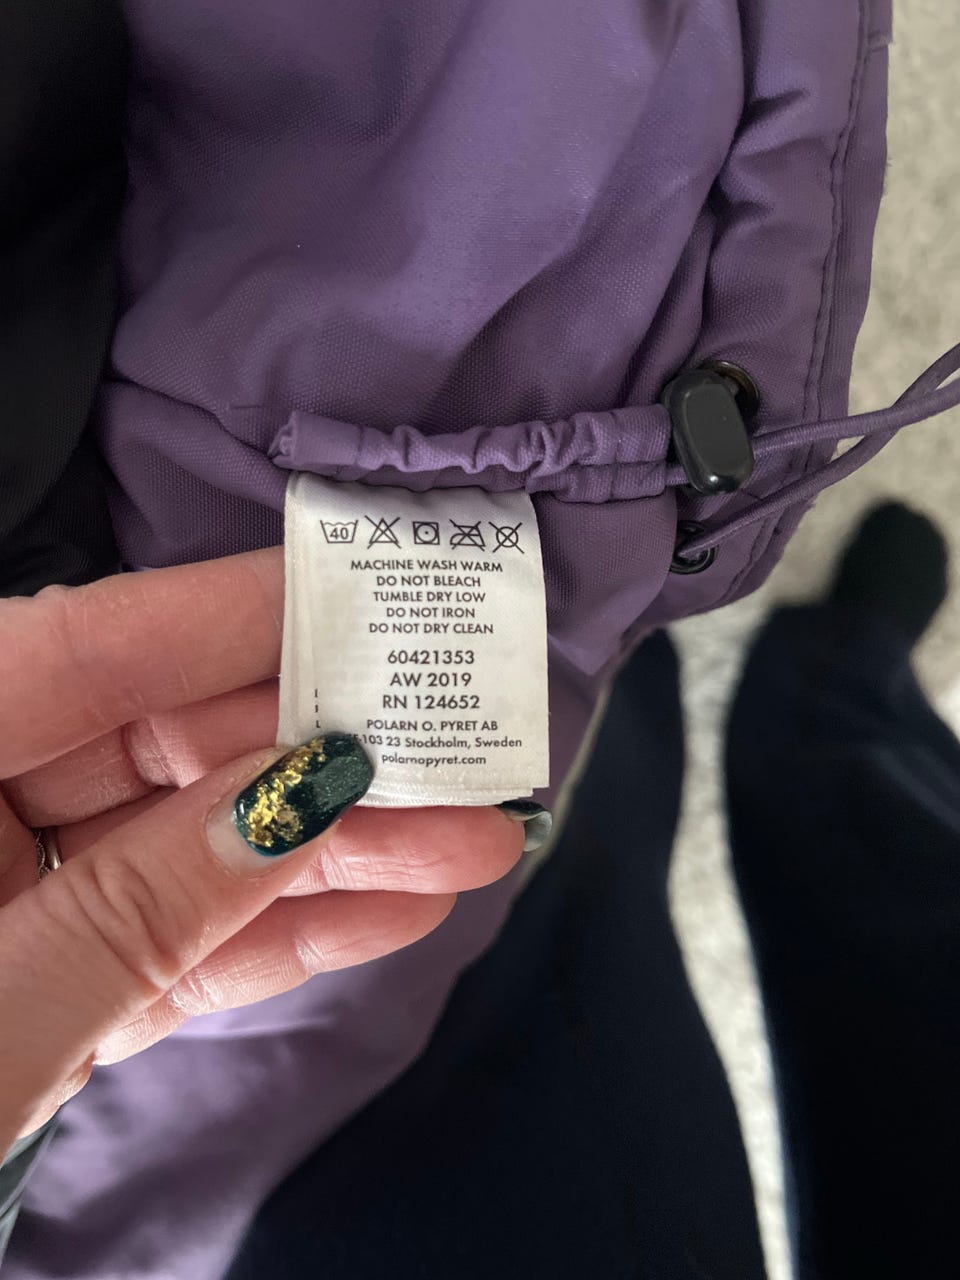 40
MACHINE WASH WARM
DO NOT BLEACH
TUMBLE DRY LOW
DO NOT IRON
DO NOT DRY CLEAN
60421353
AW 2019
RN 124652
POLARN O. PYRET AB
103 23 Stockholm, Sweden
polarnopyret.com